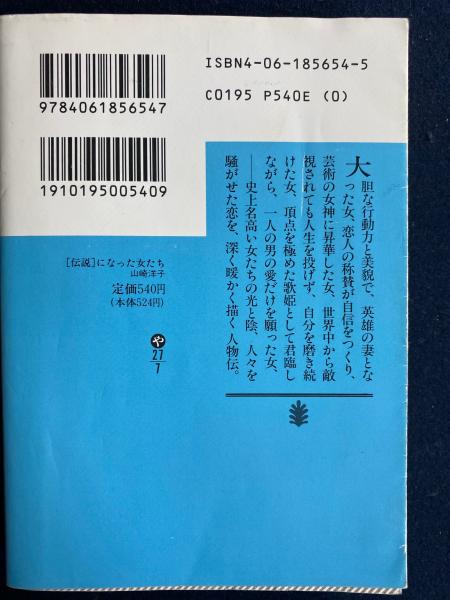 ISBN4-06-185654-5
C0195 P540E (0)
9784061856547
1910195005409
大胆な行動力と美貌で、英雄の妻とな
った女、恋人の称賛が自信をつくり、
芸術の女神に昇華した女、世界中から敵
視されても人生を投げず、自分を磨き続
けた女、頂点を極めた歌姫として君臨し
ながら、一人の男の愛だけを願った女、
──史上名高い女たちの光と陰、人々を
騒がせた恋を、深く暖かく描く人物伝。
[伝説]になった女たち
山崎洋子
定価540円
(本体524円)
や
27
7